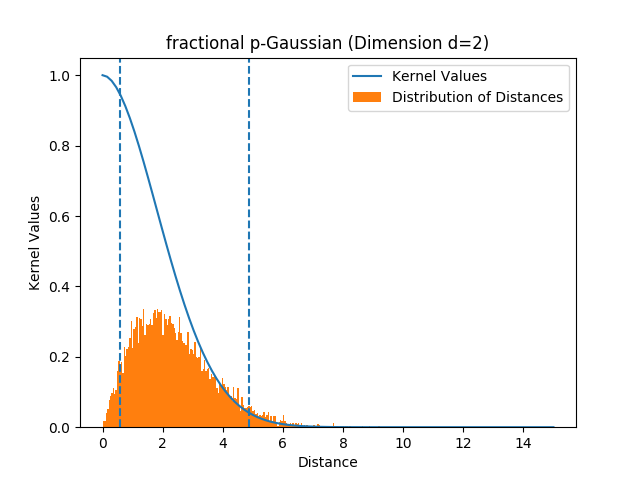 fractional p-Gaussian (Dimension d=2)
Kernel Values
Distribution of Distances
1.0
0.8
0.6
0.4
0.2
0.0
Kernel Values
0 2 4 6 8 10 12 14
Distance